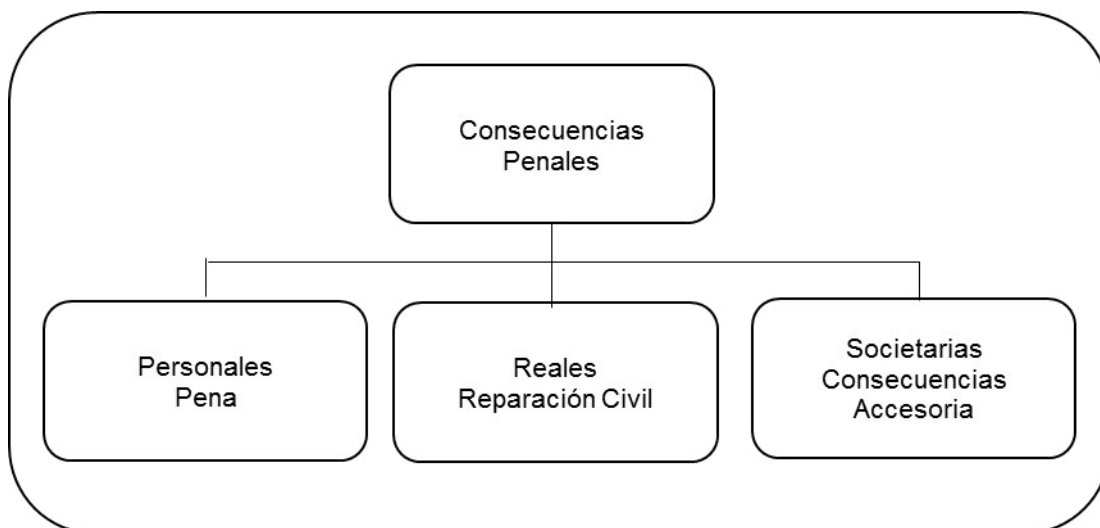 Consecuencias
Penales
Personales
Pena
Reales
Reparación Civil
Societarias
Consecuencias
Accesoria